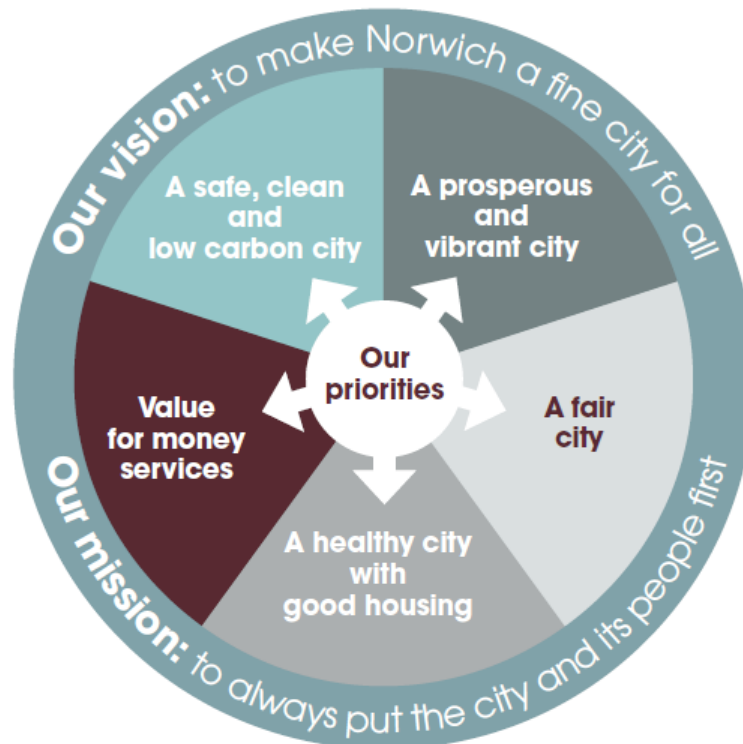 Our vision: to make Norwich a fine city for all
A safe, clean
and
low carbon city
A prosperous
and
vibrant city
Our
priorities
Value
for money
services
A fair
city
A healthy city
with
good housing
Our mission: to always put the city and its people first